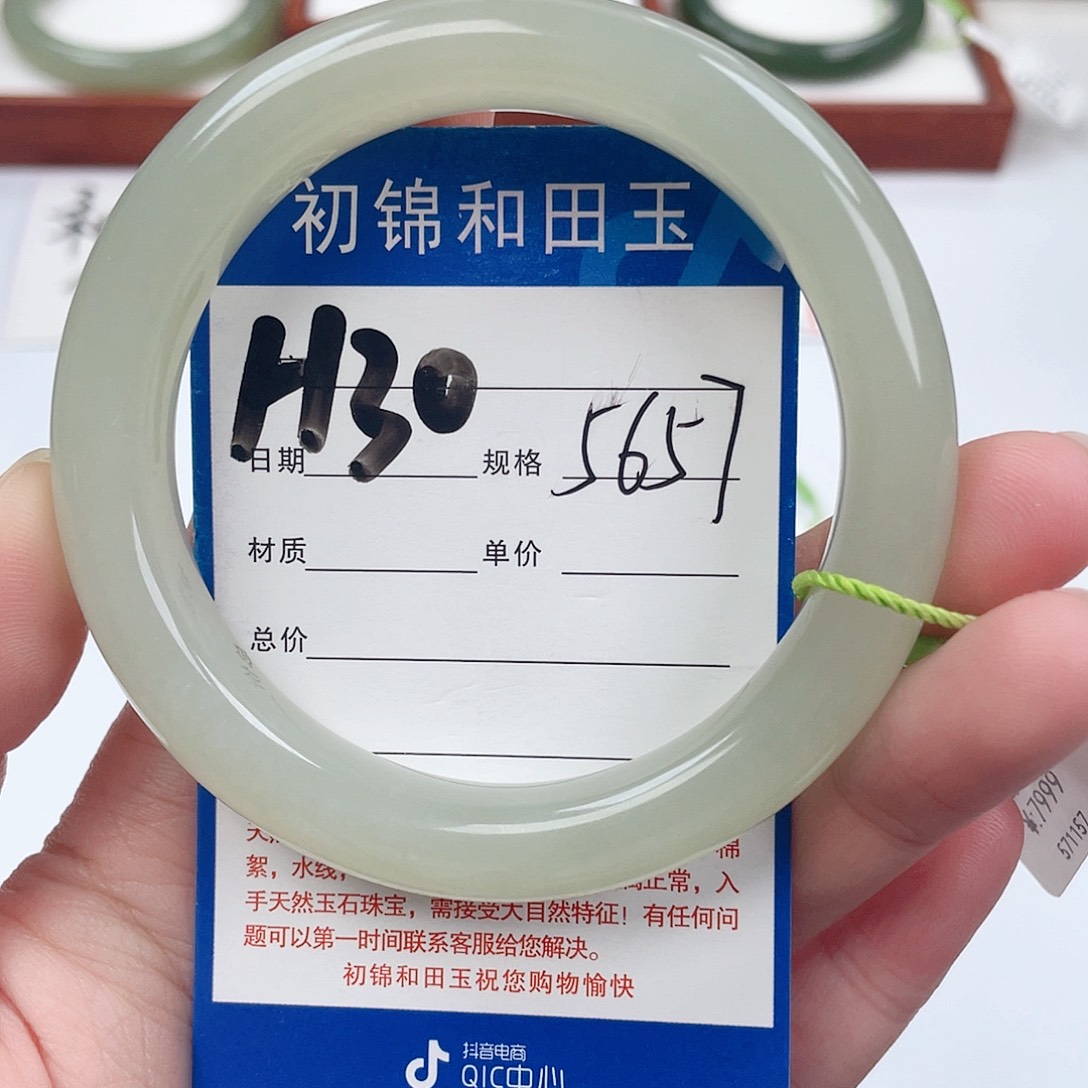 初锦和田玉
H30
日期 规格 5657
材质 单价
总价
絮，水线， 正常，入
手天然玉石珠宝，需接受大自然特征！有任何问
题可以第一时间联系客服给您解决。
初锦和田玉祝您购物愉快
抖音电商
QIC中心
¥:7999
571157